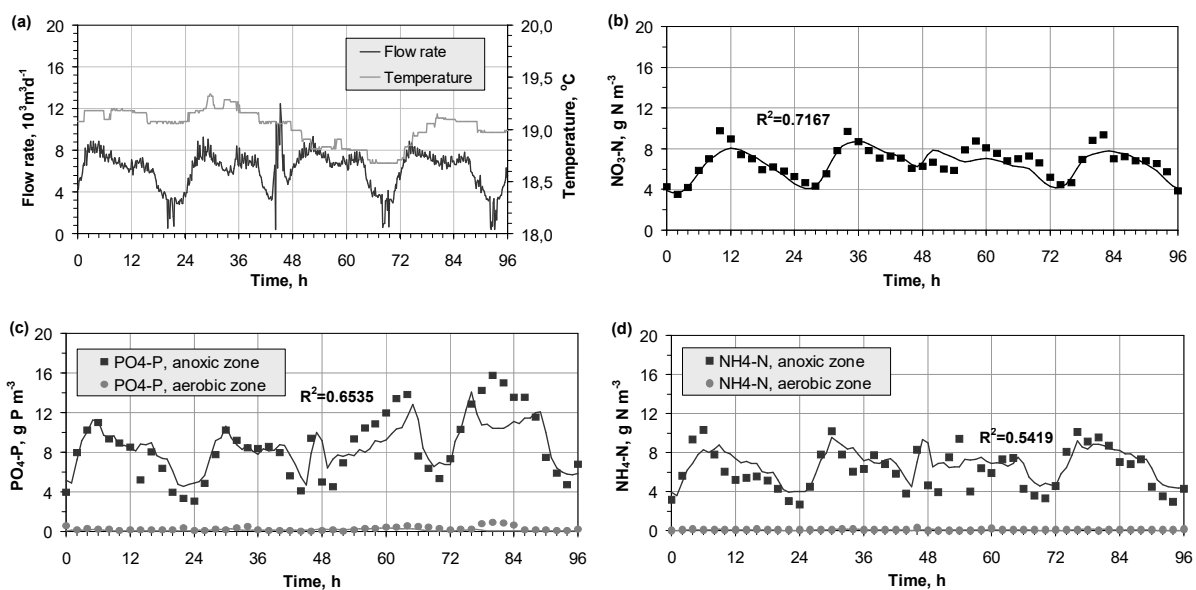 (a)
20
16
12
8
4
0
Flow rate, 10³m³d⁻¹
Flow rate
Temperature
20,0
19,5
19,0
18,5
18,0
Temperature, °C
0 12 24 36 48 60 72 84 96
Time, h
(b)
20
16
12
8
4
0
NO₃-N, g N m⁻³
R²=0.7167
0 12 24 36 48 60 72 84 96
Time, h
(c)
20
16
12
8
4
0
PO₄-P, g P m⁻³
PO4-P, anoxic zone
PO4-P, aerobic zone
R²=0.6535
0 12 24 36 48 60 72 84 96
Time, h
(d)
20
16
12
8
4
0
NH₄-N, g N m⁻³
NH4-N, anoxic zone
NH4-N, aerobic zone
R²=0.5419
0 12 24 36 48 60 72 84 96
Time, h